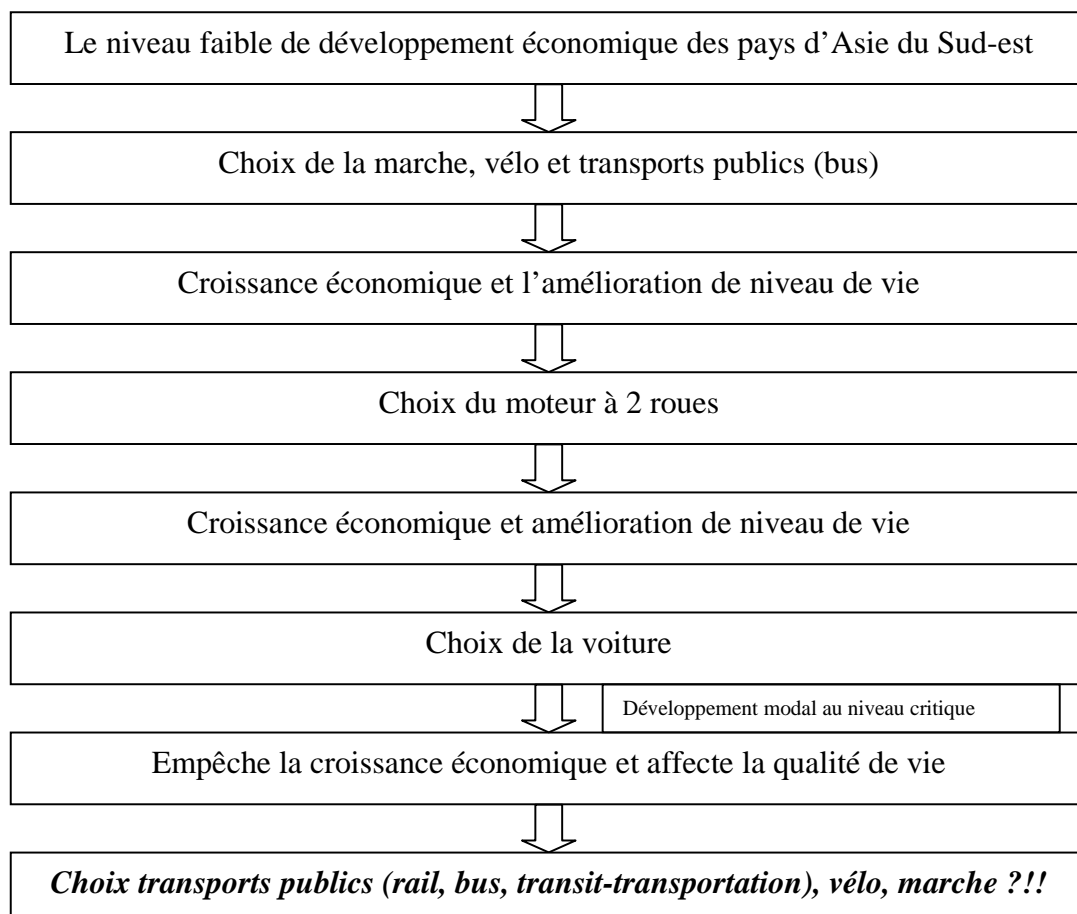 Le niveau faible de développement économique des pays d’Asie du Sud-est
Choix de la marche, vélo et transports publics (bus)
Croissance économique et l’amélioration de niveau de vie
Choix du moteur à 2 roues
Croissance économique et amélioration de niveau de vie
Choix de la voiture
Développement modal au niveau critique
Empêche la croissance économique et affecte la qualité de vie
Choix transports publics (rail, bus, transit-transportation), vélo, marche ?!!